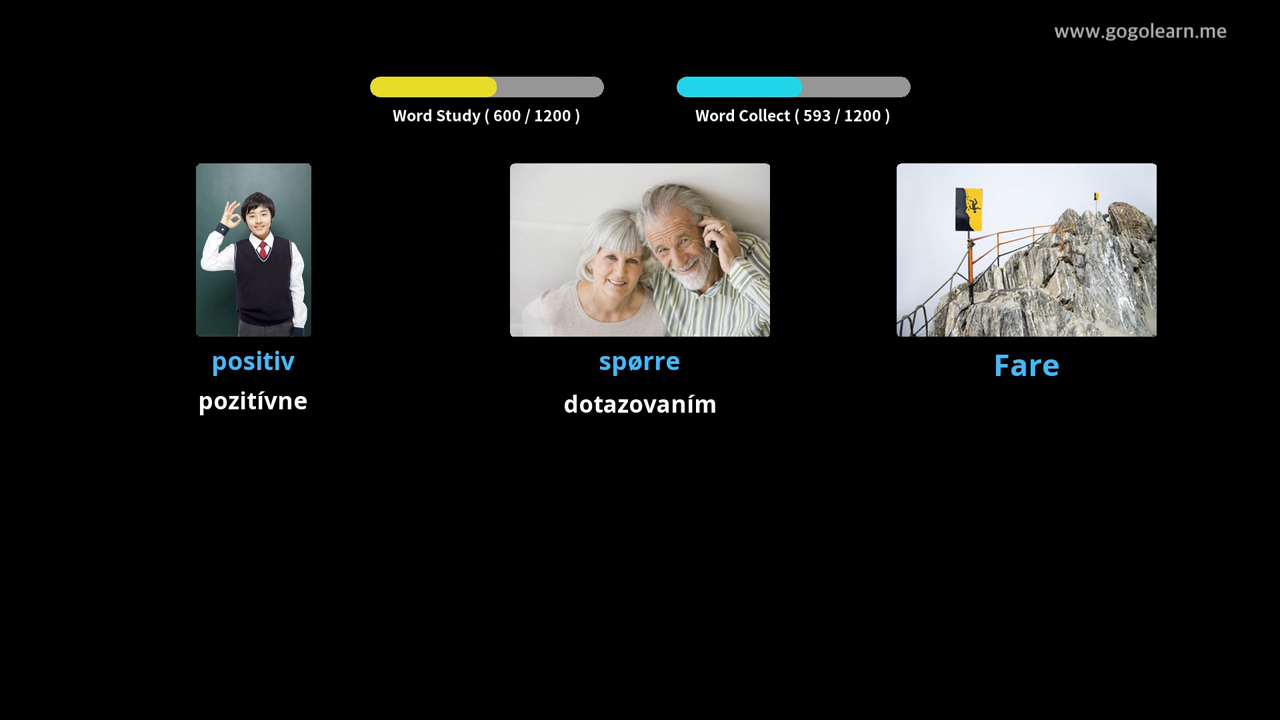 www.gogolearn.me
Word Study ( 600 / 1200 )
Word Collect ( 593 / 1200 )
positiv
spørre
Fare
pozitívne
dotazovaním